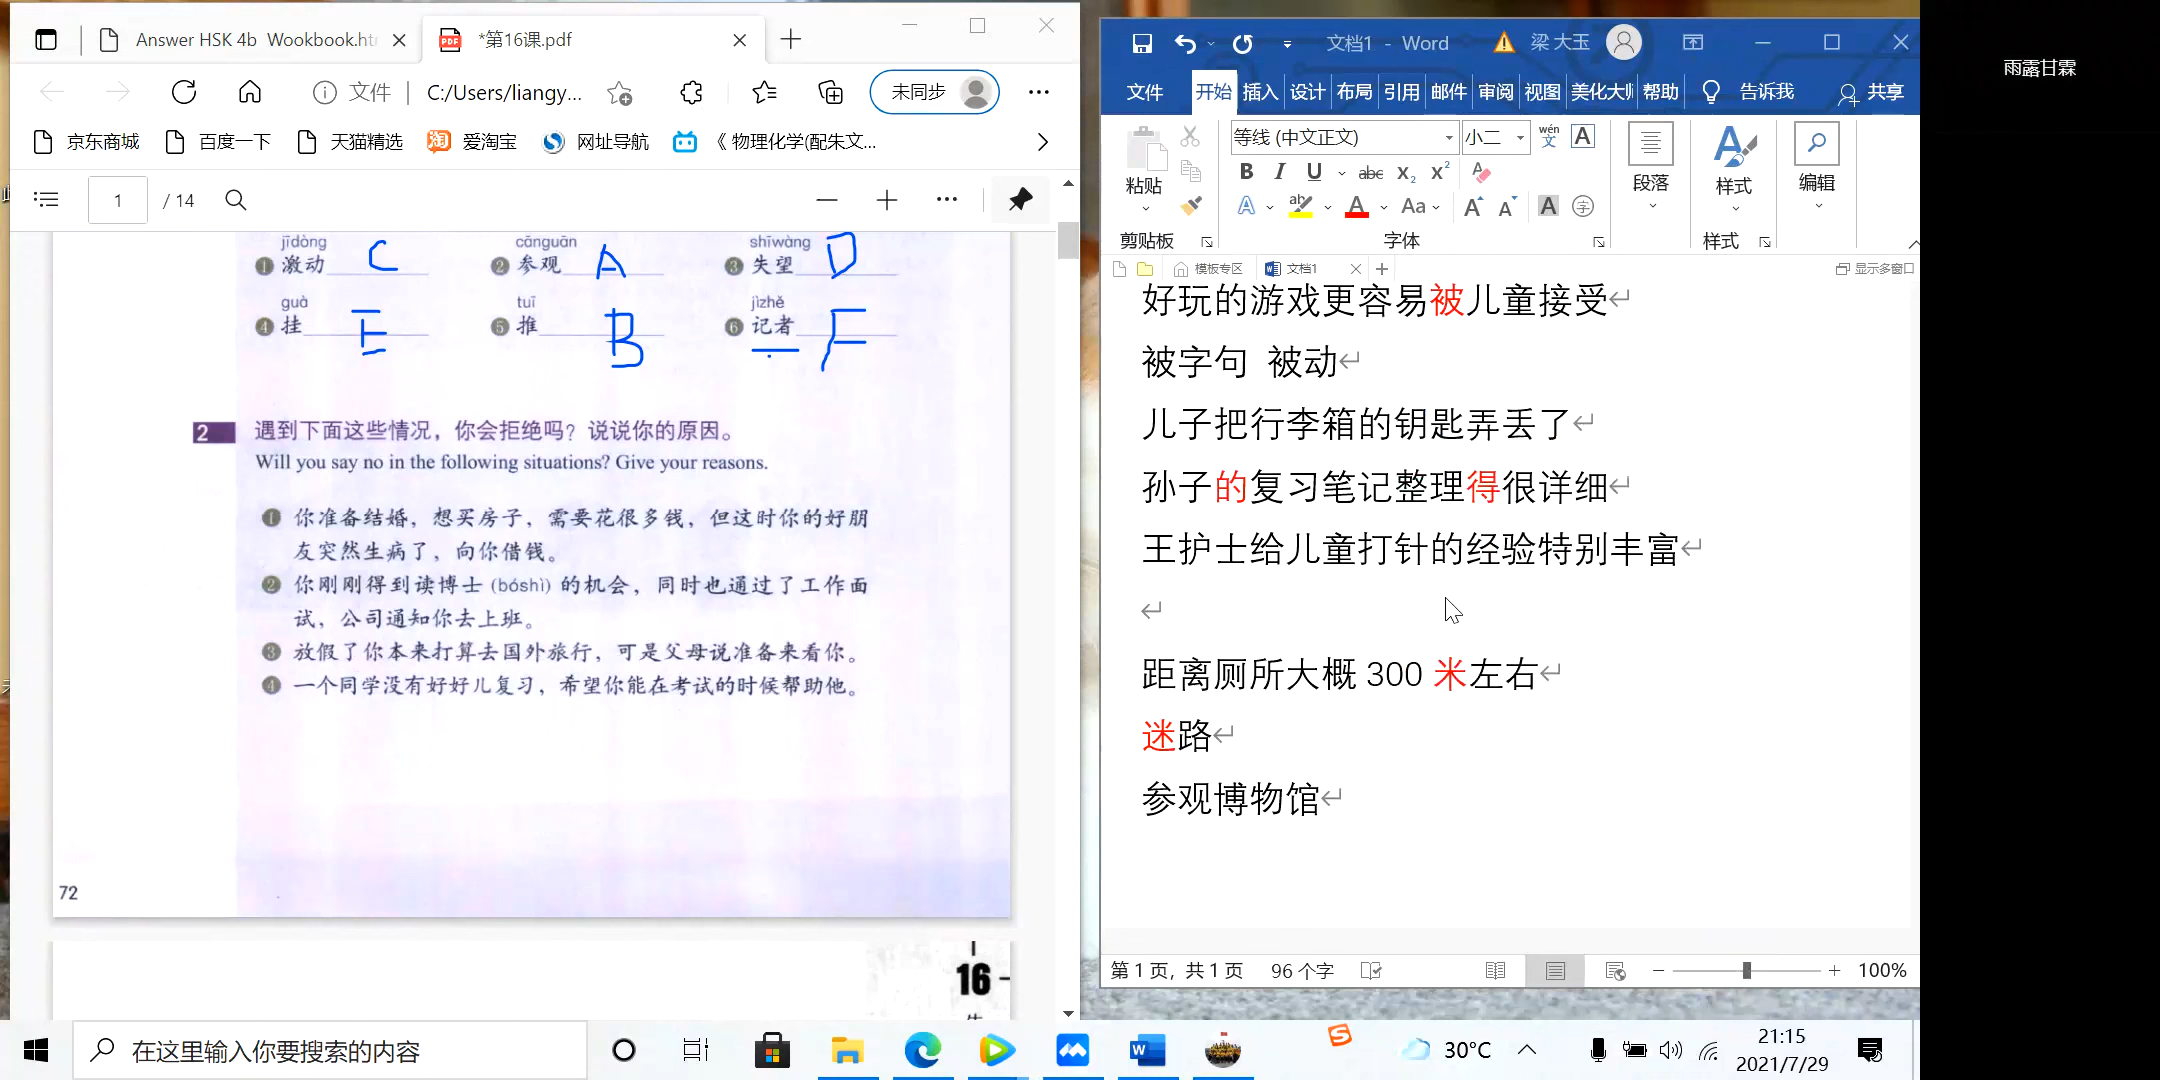 Answer HSK 4b Wookbook.ht
*第16课.pdf
文件
C:/Users/liangy...
未同步
京东商城
百度一下
天猫精选
爱淘宝
网址导航
《 物理化学(配朱文...
1
/ 14
jīdòng
1 激动 C
cānguān
2 参观 A
shīwàng
3 失望 D
guà
4 挂 E
tuī
5 推 B
jìzhě
6 记者 F
2 遇到下面这些情况，你会拒绝吗？说说你的原因。
Will you say no in the following situations? Give your reasons.
1 你准备结婚，想买房子，需要花很多钱，但这时你的好朋
友突然生病了，向你借钱。
2 你刚刚得到读博士 (bóshì) 的机会，同时也通过了工作面
试，公司通知你去上班。
3 放假了你本来打算去国外旅行，可是父母说准备来看你。
4 一个同学没有好好儿复习，希望你能在考试的时候帮助他。
72
16
文档1 - Word
梁 大玉
文件 开始 插入 设计 布局 引用 邮件 审阅 视图 美化大师 帮助 告诉我 共享
粘贴
剪贴板
等线 (中文正文)
小二
wén
文
A
B I U abc X2 X2
A ab A Aa A A A 字
字体
段落
样式
样式
编辑
模板专区
文档1
显示多窗口
好玩的游戏更容易被儿童接受
被字句 被动
儿子把行李箱的钥匙弄丢了
孙子的复习笔记整理得很详细
王护士给儿童打针的经验特别丰富
距离厕所大概 300 米左右
迷路
参观博物馆
第 1 页，共 1 页 96 个字
100%
雨露甘霖
在这里输入你要搜索的内容
30°C
21:15
2021/7/29